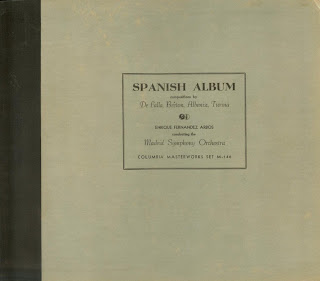 SPANISH ALBUM
compositions by
De Falla, Bréton, Albeniz, Turina
ENRIQUE FERNANDEZ ARBOS
conducting the
Madrid Symphony Orchestra
COLUMBIA MASTERWORKS SET M-146